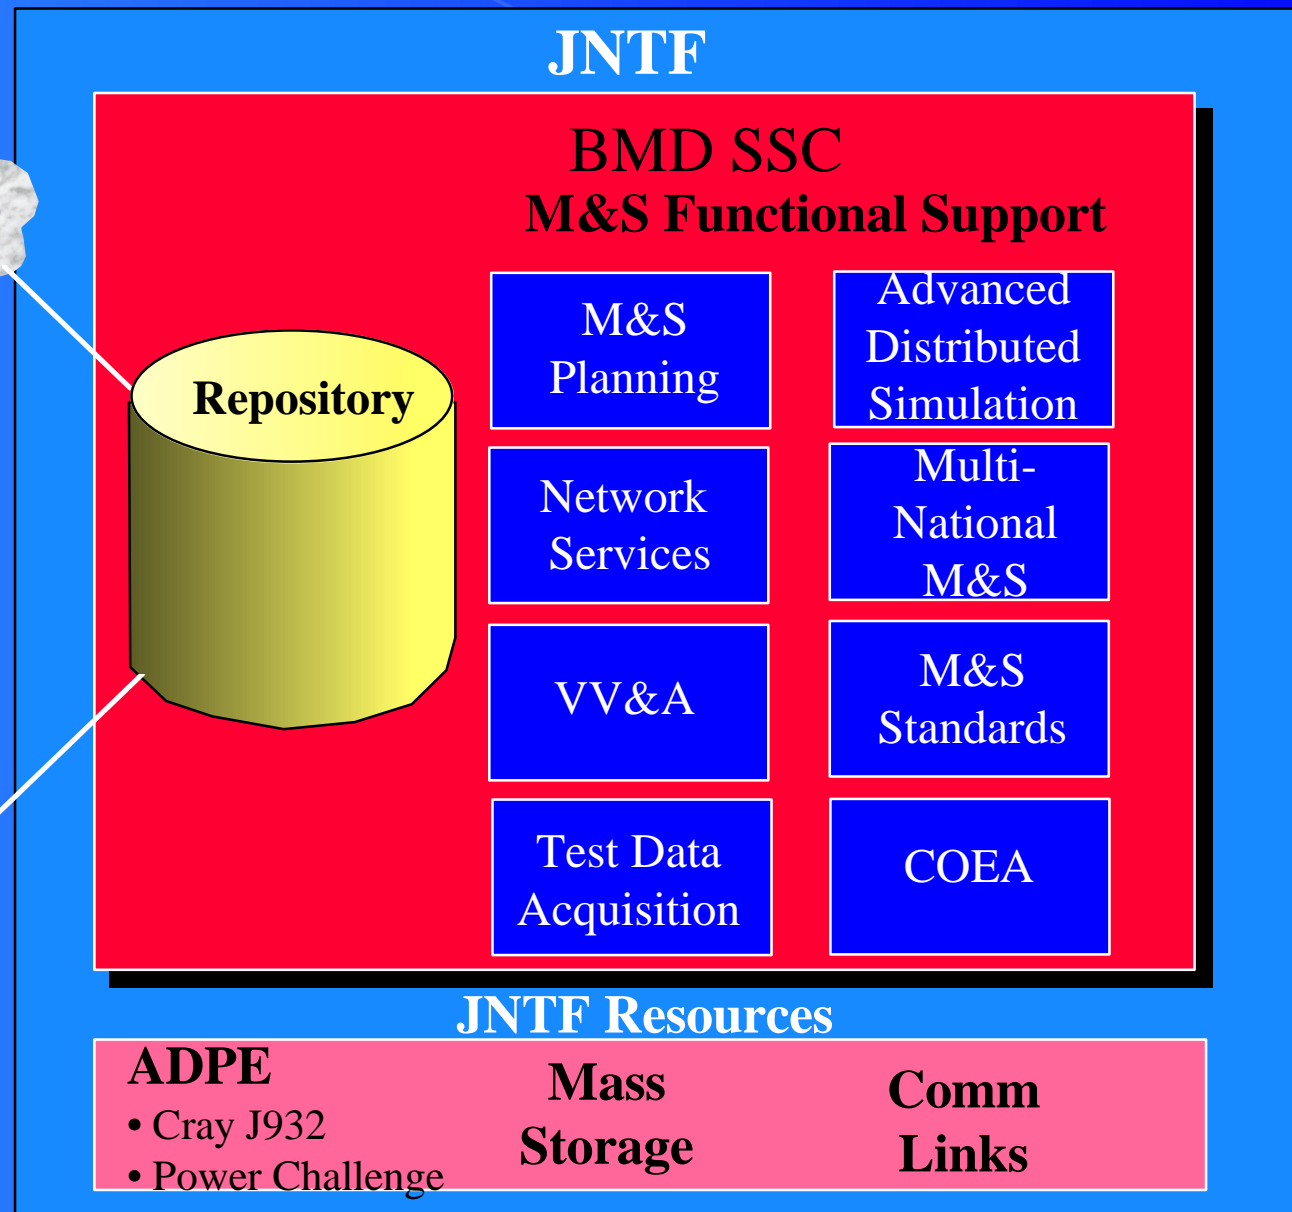 JNTF
BMD SSC
M&S Functional Support
Repository
M&S
Planning
Advanced
Distributed
Simulation
Network
Services
Multi-
National
M&S
VV&A
M&S
Standards
Test Data
Acquisition
COEA
JNTF Resources
ADPE
• Cray J932
• Power Challenge
Mass
Storage
Comm
Links